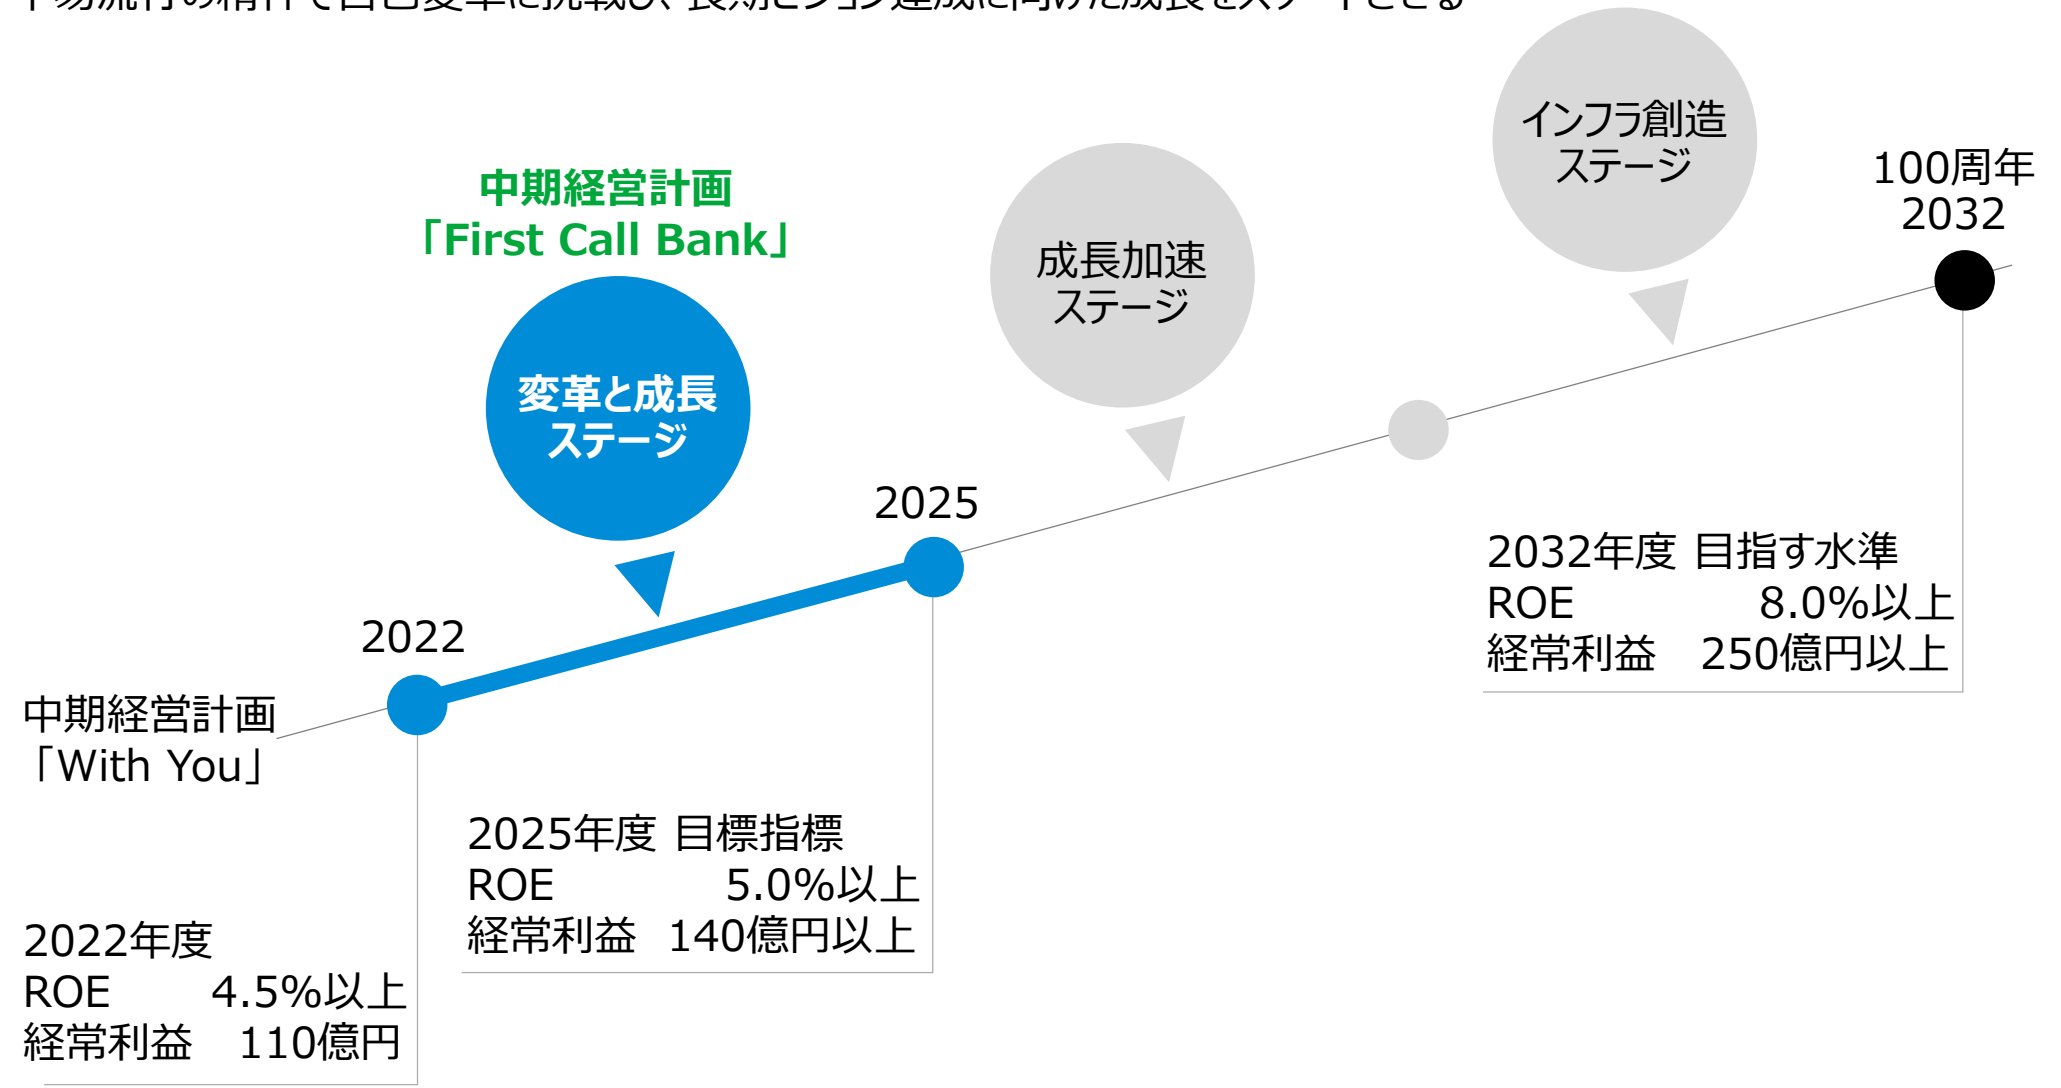 中期経営計画
「First Call Bank」
変革と成長
ステージ
成長加速
ステージ
インフラ創造
ステージ
100周年
2032
2025
2022
中期経営計画
「With You」
2022年度
ROE 4.5%以上
経常利益 110億円
2025年度 目標指標
ROE 5.0%以上
経常利益 140億円以上
2032年度 目指す水準
ROE 8.0%以上
経常利益 250億円以上